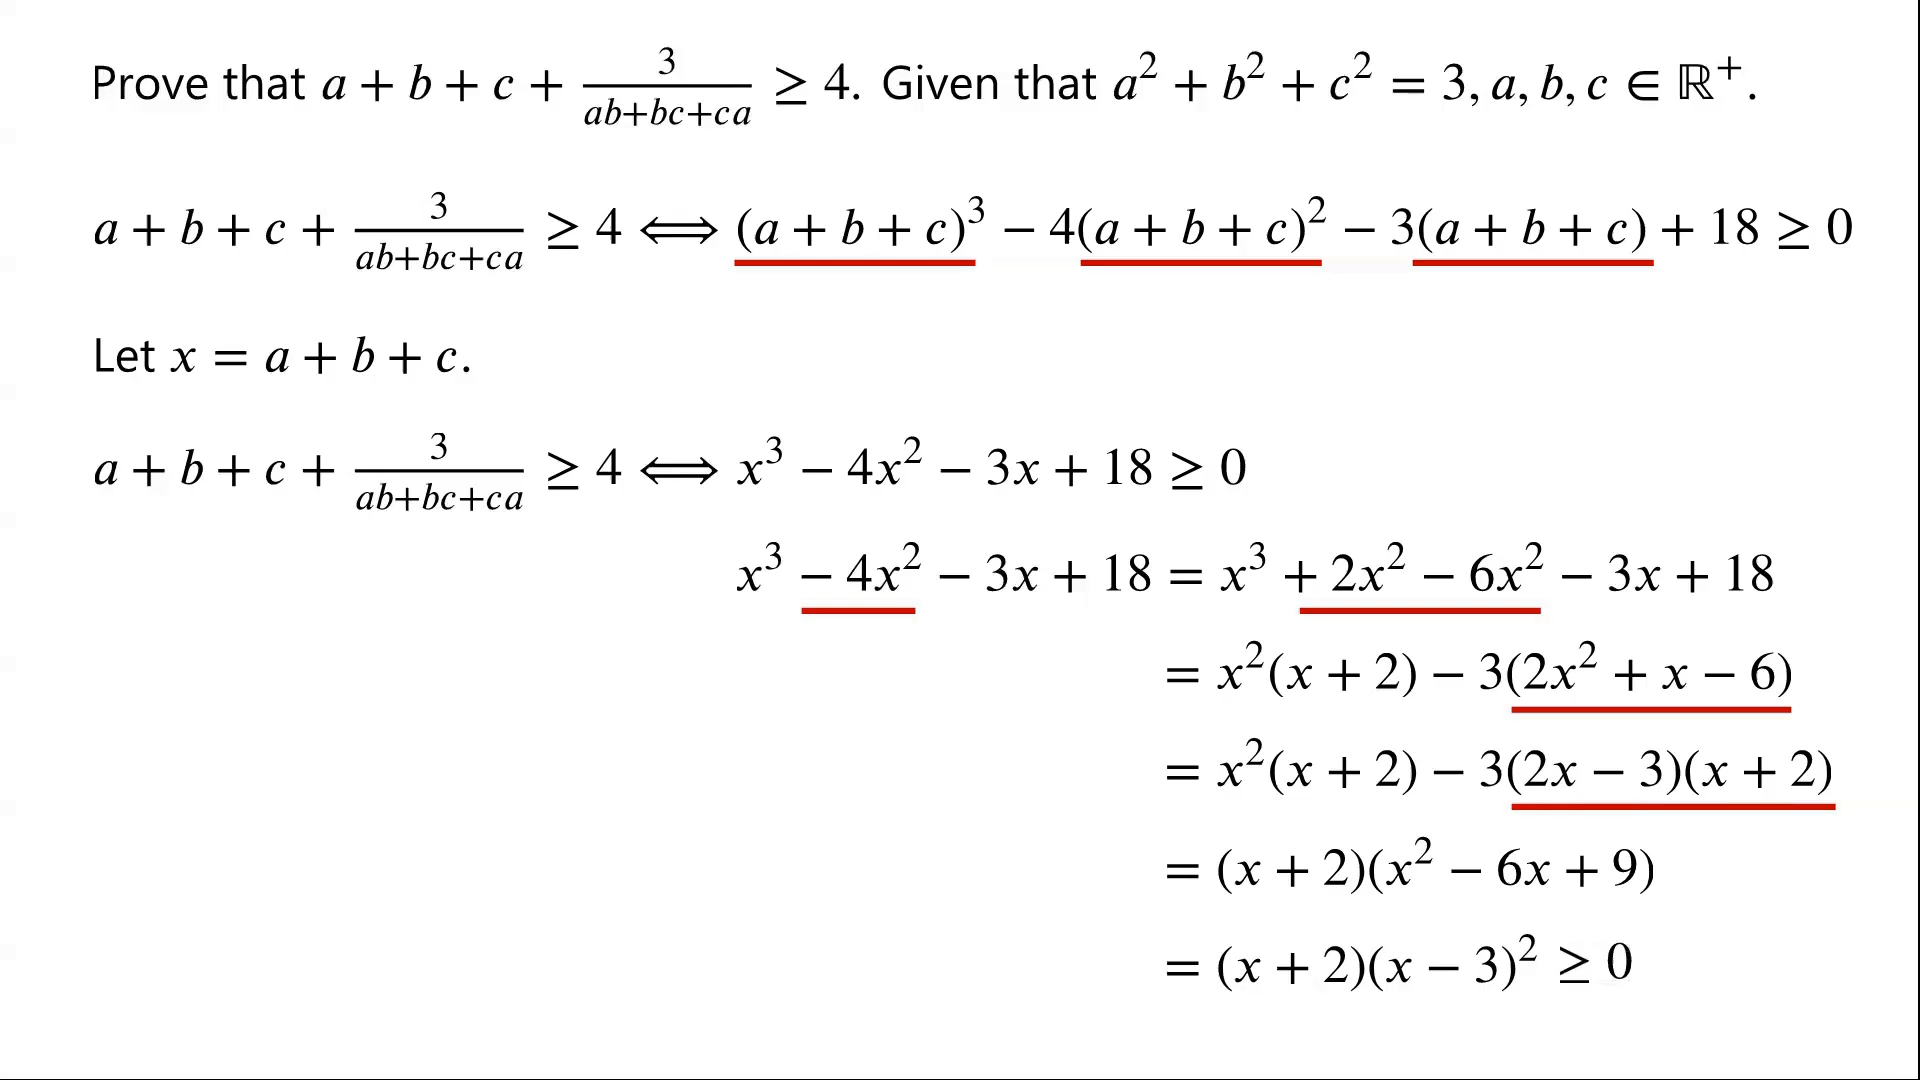 Prove that a + b + c + \frac{3}{ab+bc+ca} ≥ 4. Given that a² + b² + c² = 3, a, b, c ∈ ℝ⁺.
a + b + c + \frac{3}{ab+bc+ca} ≥ 4 ⟺ (a + b + c)³ − 4(a + b + c)² − 3(a + b + c) + 18 ≥ 0
Let x = a + b + c.
a + b + c + \frac{3}{ab+bc+ca} ≥ 4 ⟺ x³ − 4x² − 3x + 18 ≥ 0
x³ − 4x² − 3x + 18 = x³ + 2x² − 6x² − 3x + 18
= x²(x + 2) − 3(2x² + x − 6)
= x²(x + 2) − 3(2x − 3)(x + 2)
= (x + 2)(x² − 6x + 9)
= (x + 2)(x − 3)² ≥ 0